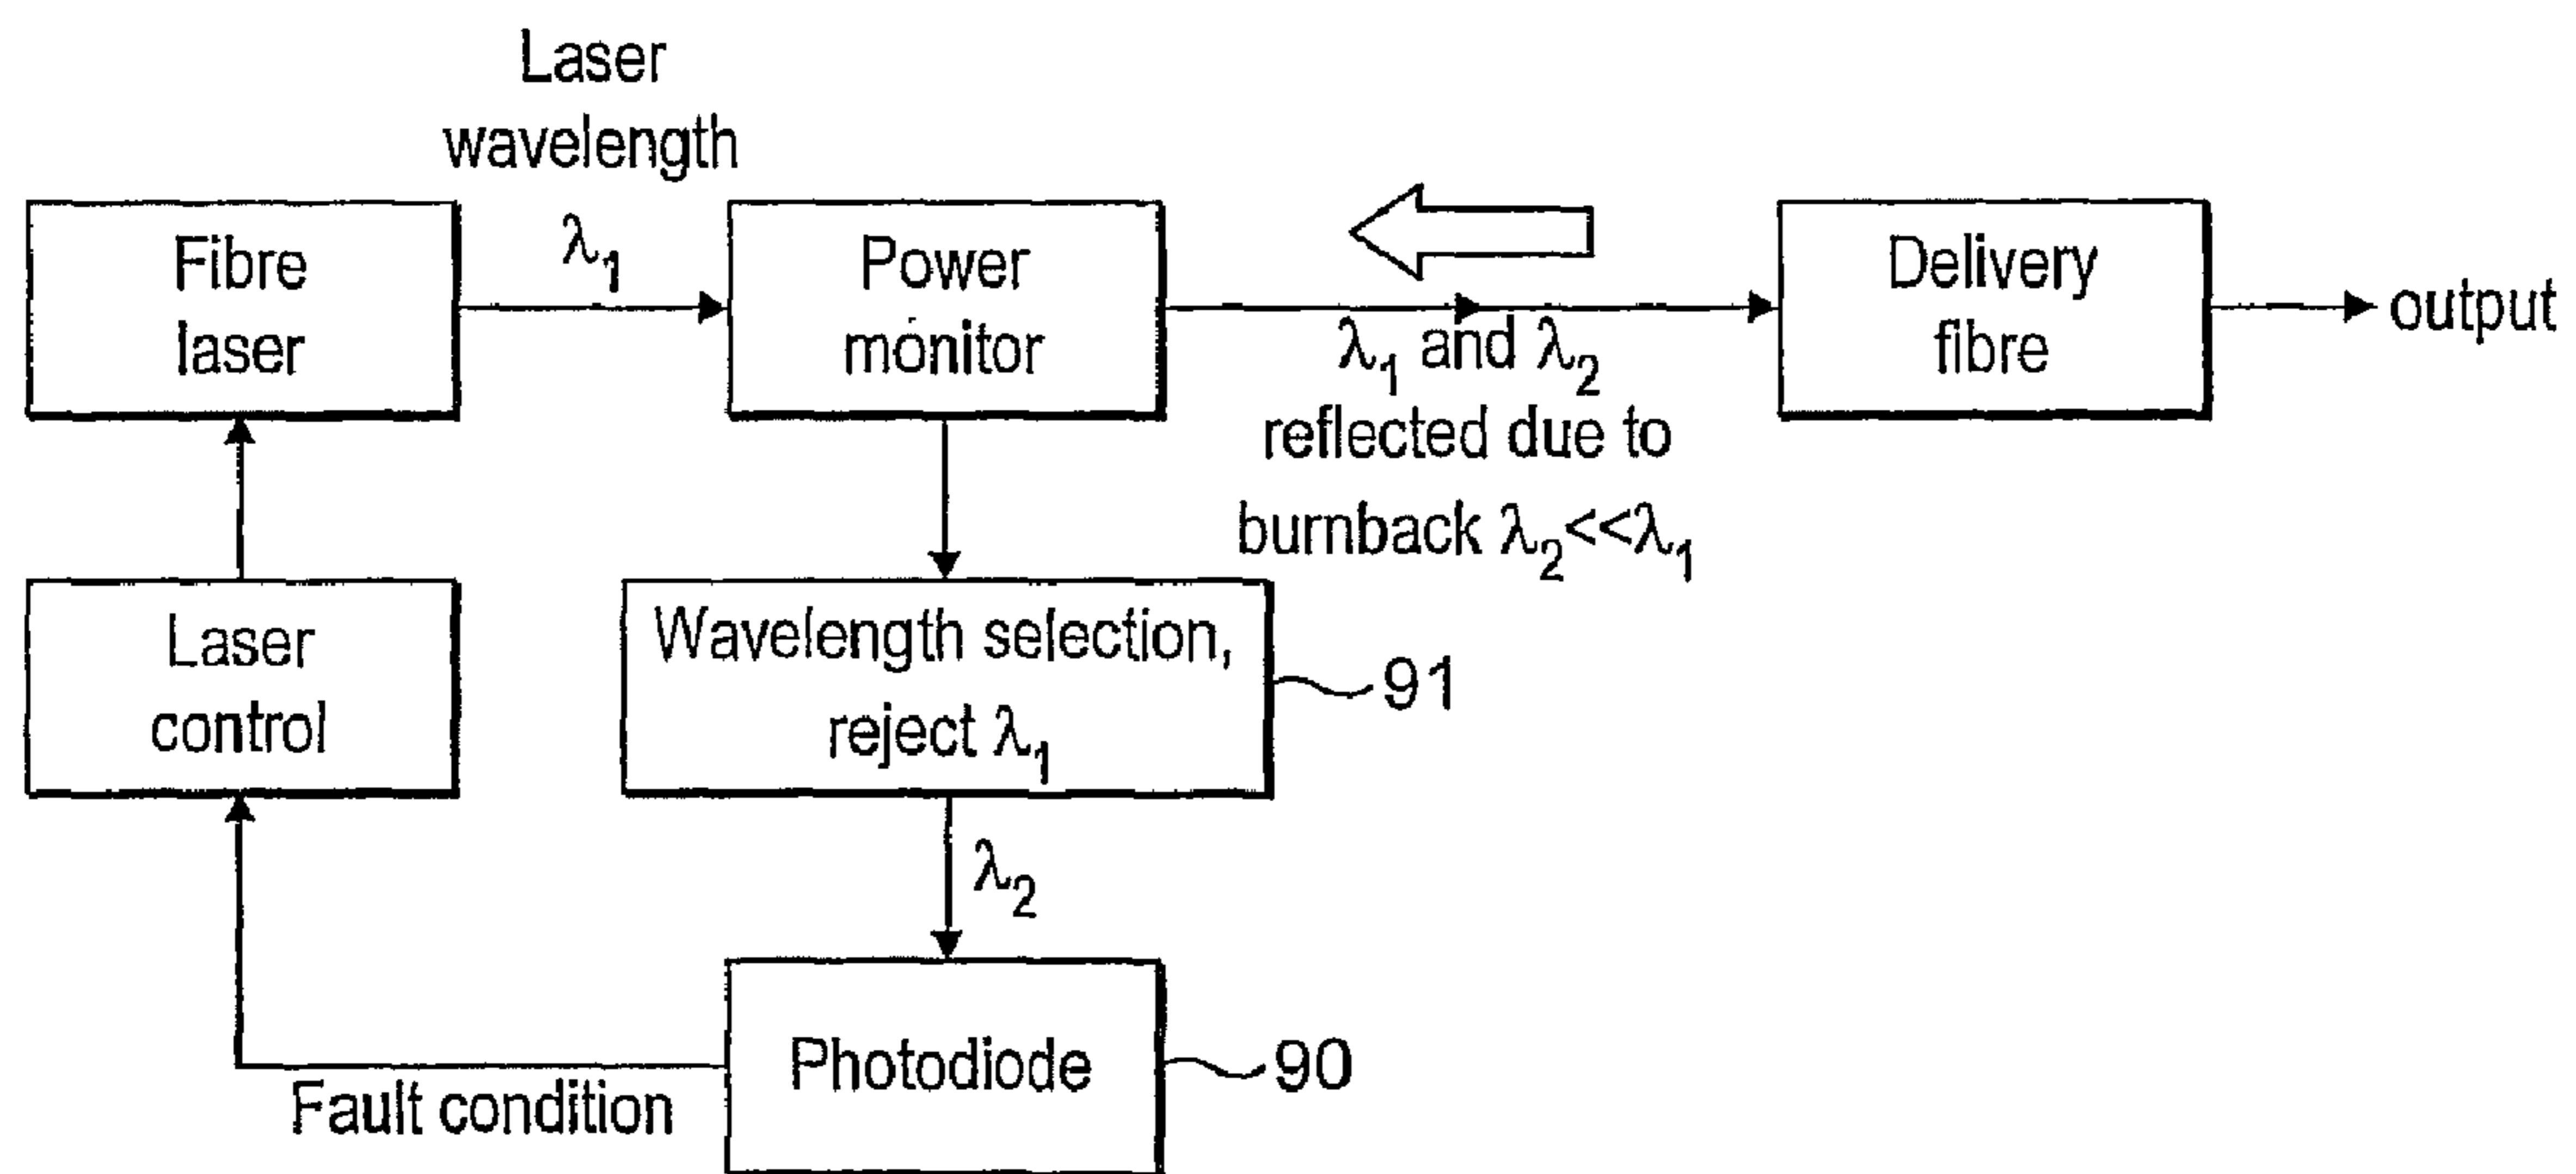 Laser
wavelength
λ₁
Fibre
laser
Power
monitor
Delivery
fibre
output
λ₁ and λ₂
reflected due to
burnback λ₂<<λ₁
Laser
control
Wavelength selection,
reject λ₁
91
λ₂
Photodiode
90
Fault condition